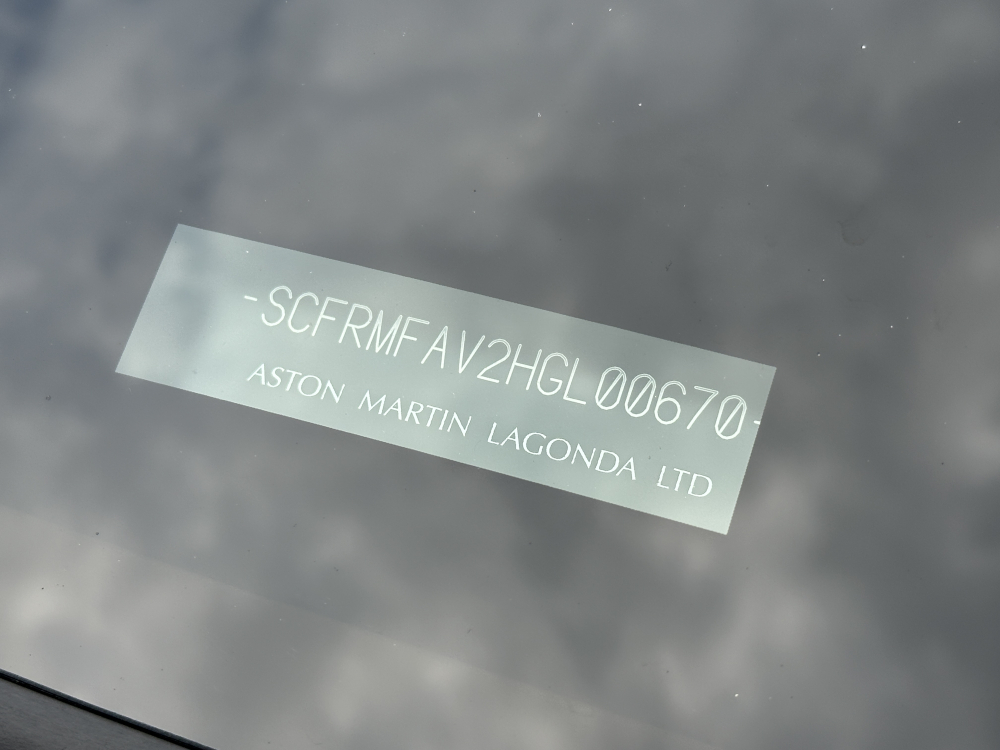 -SCFRMFAV2HGL00670-
ASTON MARTIN LAGONDA LTD